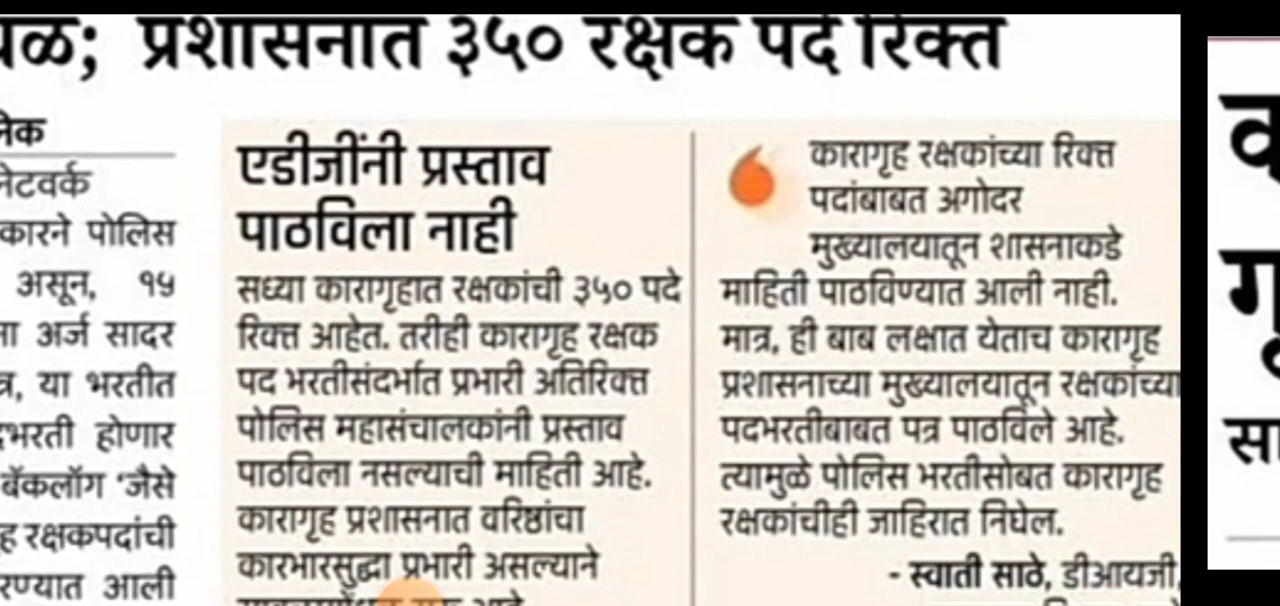 प्रशासनात ३५० रक्षक पदे रिक्त
नेटवर्क
पोलिस
असून, १५
अर्ज सादर
या भरतीत
होणार
बॅकलॉग 'जैसे
रक्षकपदांची
आली
एडीजींनी प्रस्ताव
पाठविला नाही
सध्या कारागृहात रक्षकांची ३५० पदे
रिक्त आहेत. तरीही कारागृह रक्षक
पद भरतीसंदर्भात प्रभारी अतिरिक्त
पोलिस महासंचालकांनी प्रस्ताव
पाठविला नसल्याची माहिती आहे.
कारागृह प्रशासनात वरिष्ठांचा
कारभारसुद्धा प्रभारी असल्याने
कारागृह रक्षकांच्या रिक्त
पदांबाबत अगोदर
मुख्यालयातून शासनाकडे
माहिती पाठविण्यात आली नाही.
मात्र, ही बाब लक्षात येताच कारागृह
प्रशासनाच्या मुख्यालयातून रक्षकांच्या
पदभरतीबाबत पत्र पाठविले आहे.
त्यामुळे पोलिस भरतीसोबत कारागृह
रक्षकांचीही जाहिरात निघेल.
- स्वाती साठे, डीआयजी,